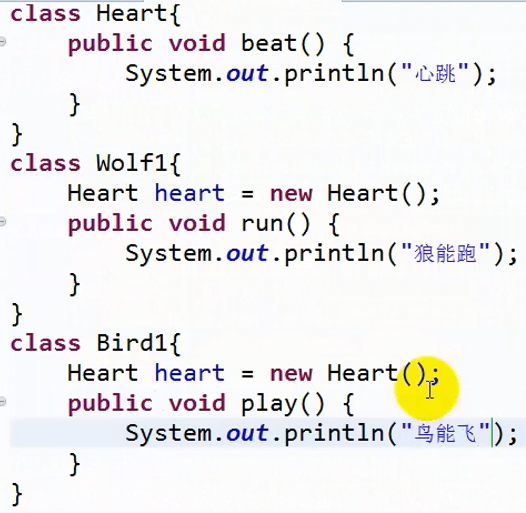 class Heart{
    public void beat() {
        System.out.println("心跳");
    }
}
class Wolf1{
    Heart heart = new Heart();
    public void run() {
        System.out.println("狼能跑");
    }
}
class Bird1{
    Heart heart = new Heart();
    public void play() {
        System.out.println("鸟能飞");
    }
}